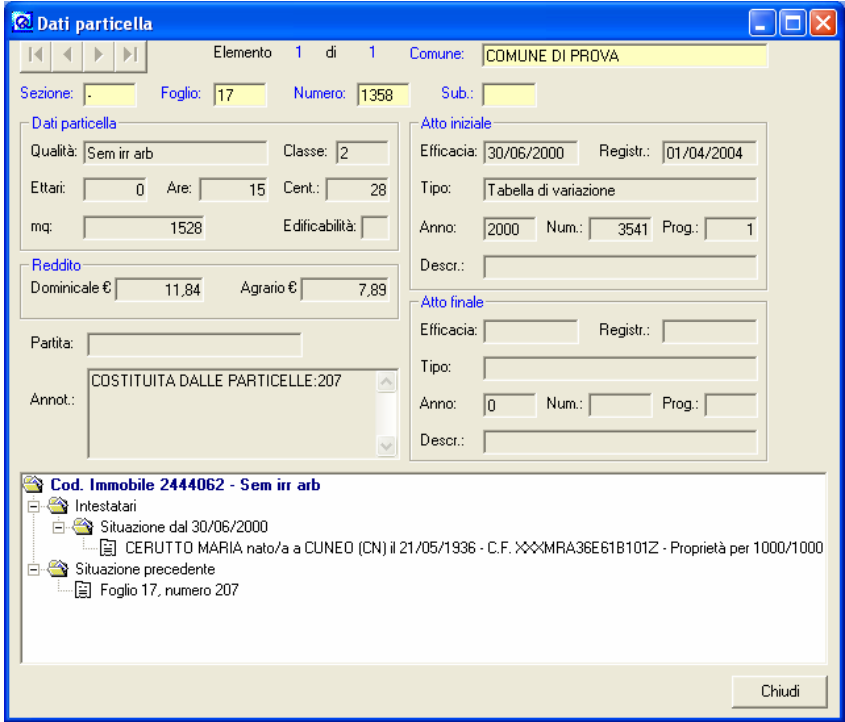 Dati particella
Elemento 1 di 1 Comune: COMUNE DI PROVA
Sezione: - Foglio: 17 Numero: 1358 Sub.:
Dati particella
Qualità: Sem irr arb Classe: 2
Ettari: 0 Are: 15 Cent.: 28
mq: 1528 Edificabilità:
Reddito
Dominicale € 11,84 Agrario € 7,89
Partita:
Annot.: COSTITUITA DALLE PARTICELLE:207
Atto iniziale
Efficacia: 30/06/2000 Registr.: 01/04/2004
Tipo: Tabella di variazione
Anno: 2000 Num.: 3541 Prog.: 1
Descr.:
Atto finale
Efficacia: Registr.:
Tipo:
Anno: 0 Num.: Prog.:
Descr.:
Cod. Immobile 2444062 - Sem irr arb
Intestatari
Situazione dal 30/06/2000
CERUTTO MARIA nato/a a CUNEO (CN) il 21/05/1936 - C.F. XXXMRA36E61B101Z - Proprietà per 1000/1000
Situazione precedente
Foglio 17, numero 207
Chiudi